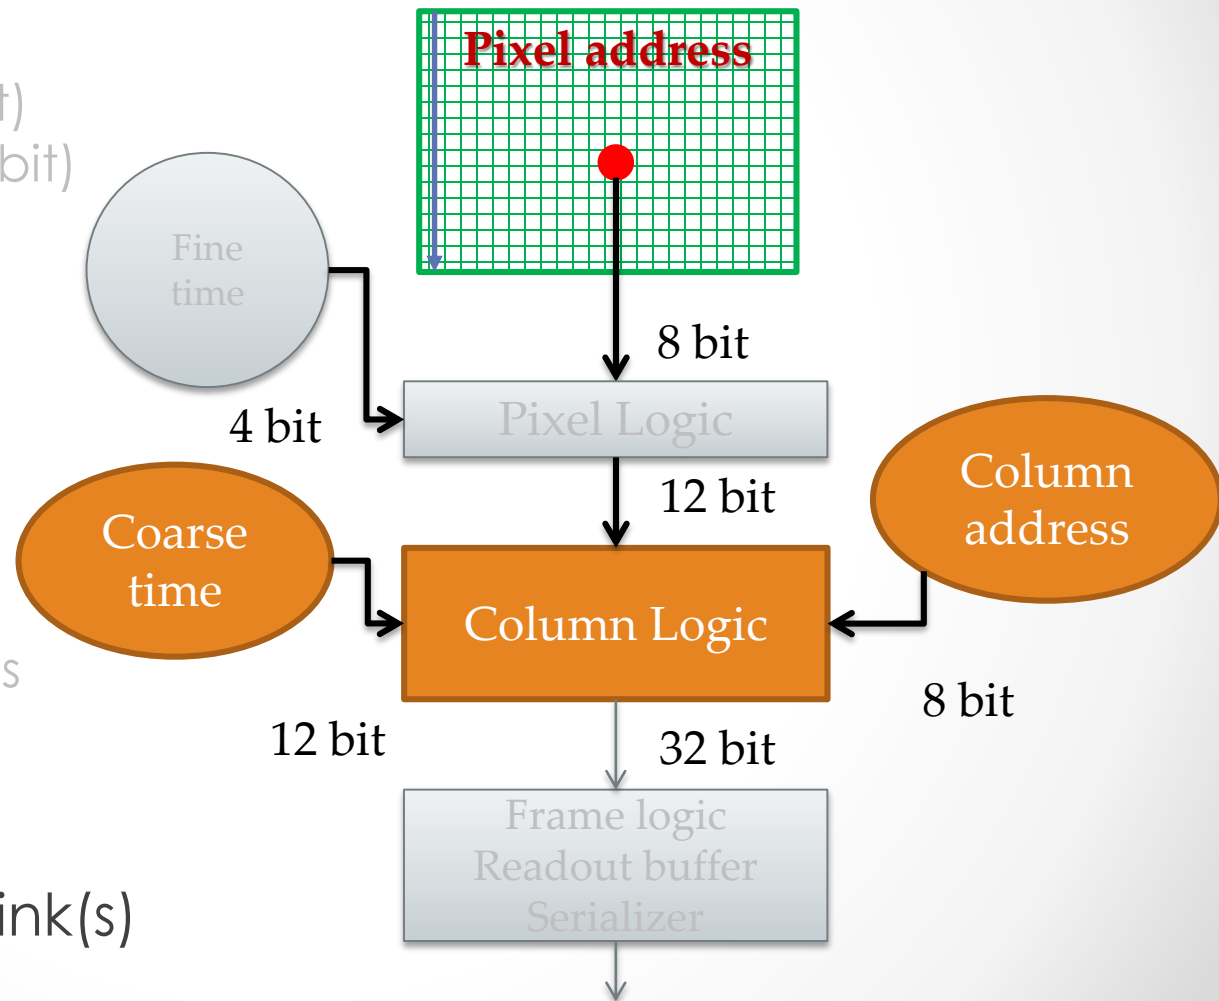 Pixel address
t)
bit)
Fine
time
8 bit
4 bit
Pixel Logic
12 bit
Column
address
Coarse
time
Column Logic
s
8 bit
12 bit
32 bit
Frame logic
Readout buffer
Serializer
ink(s)